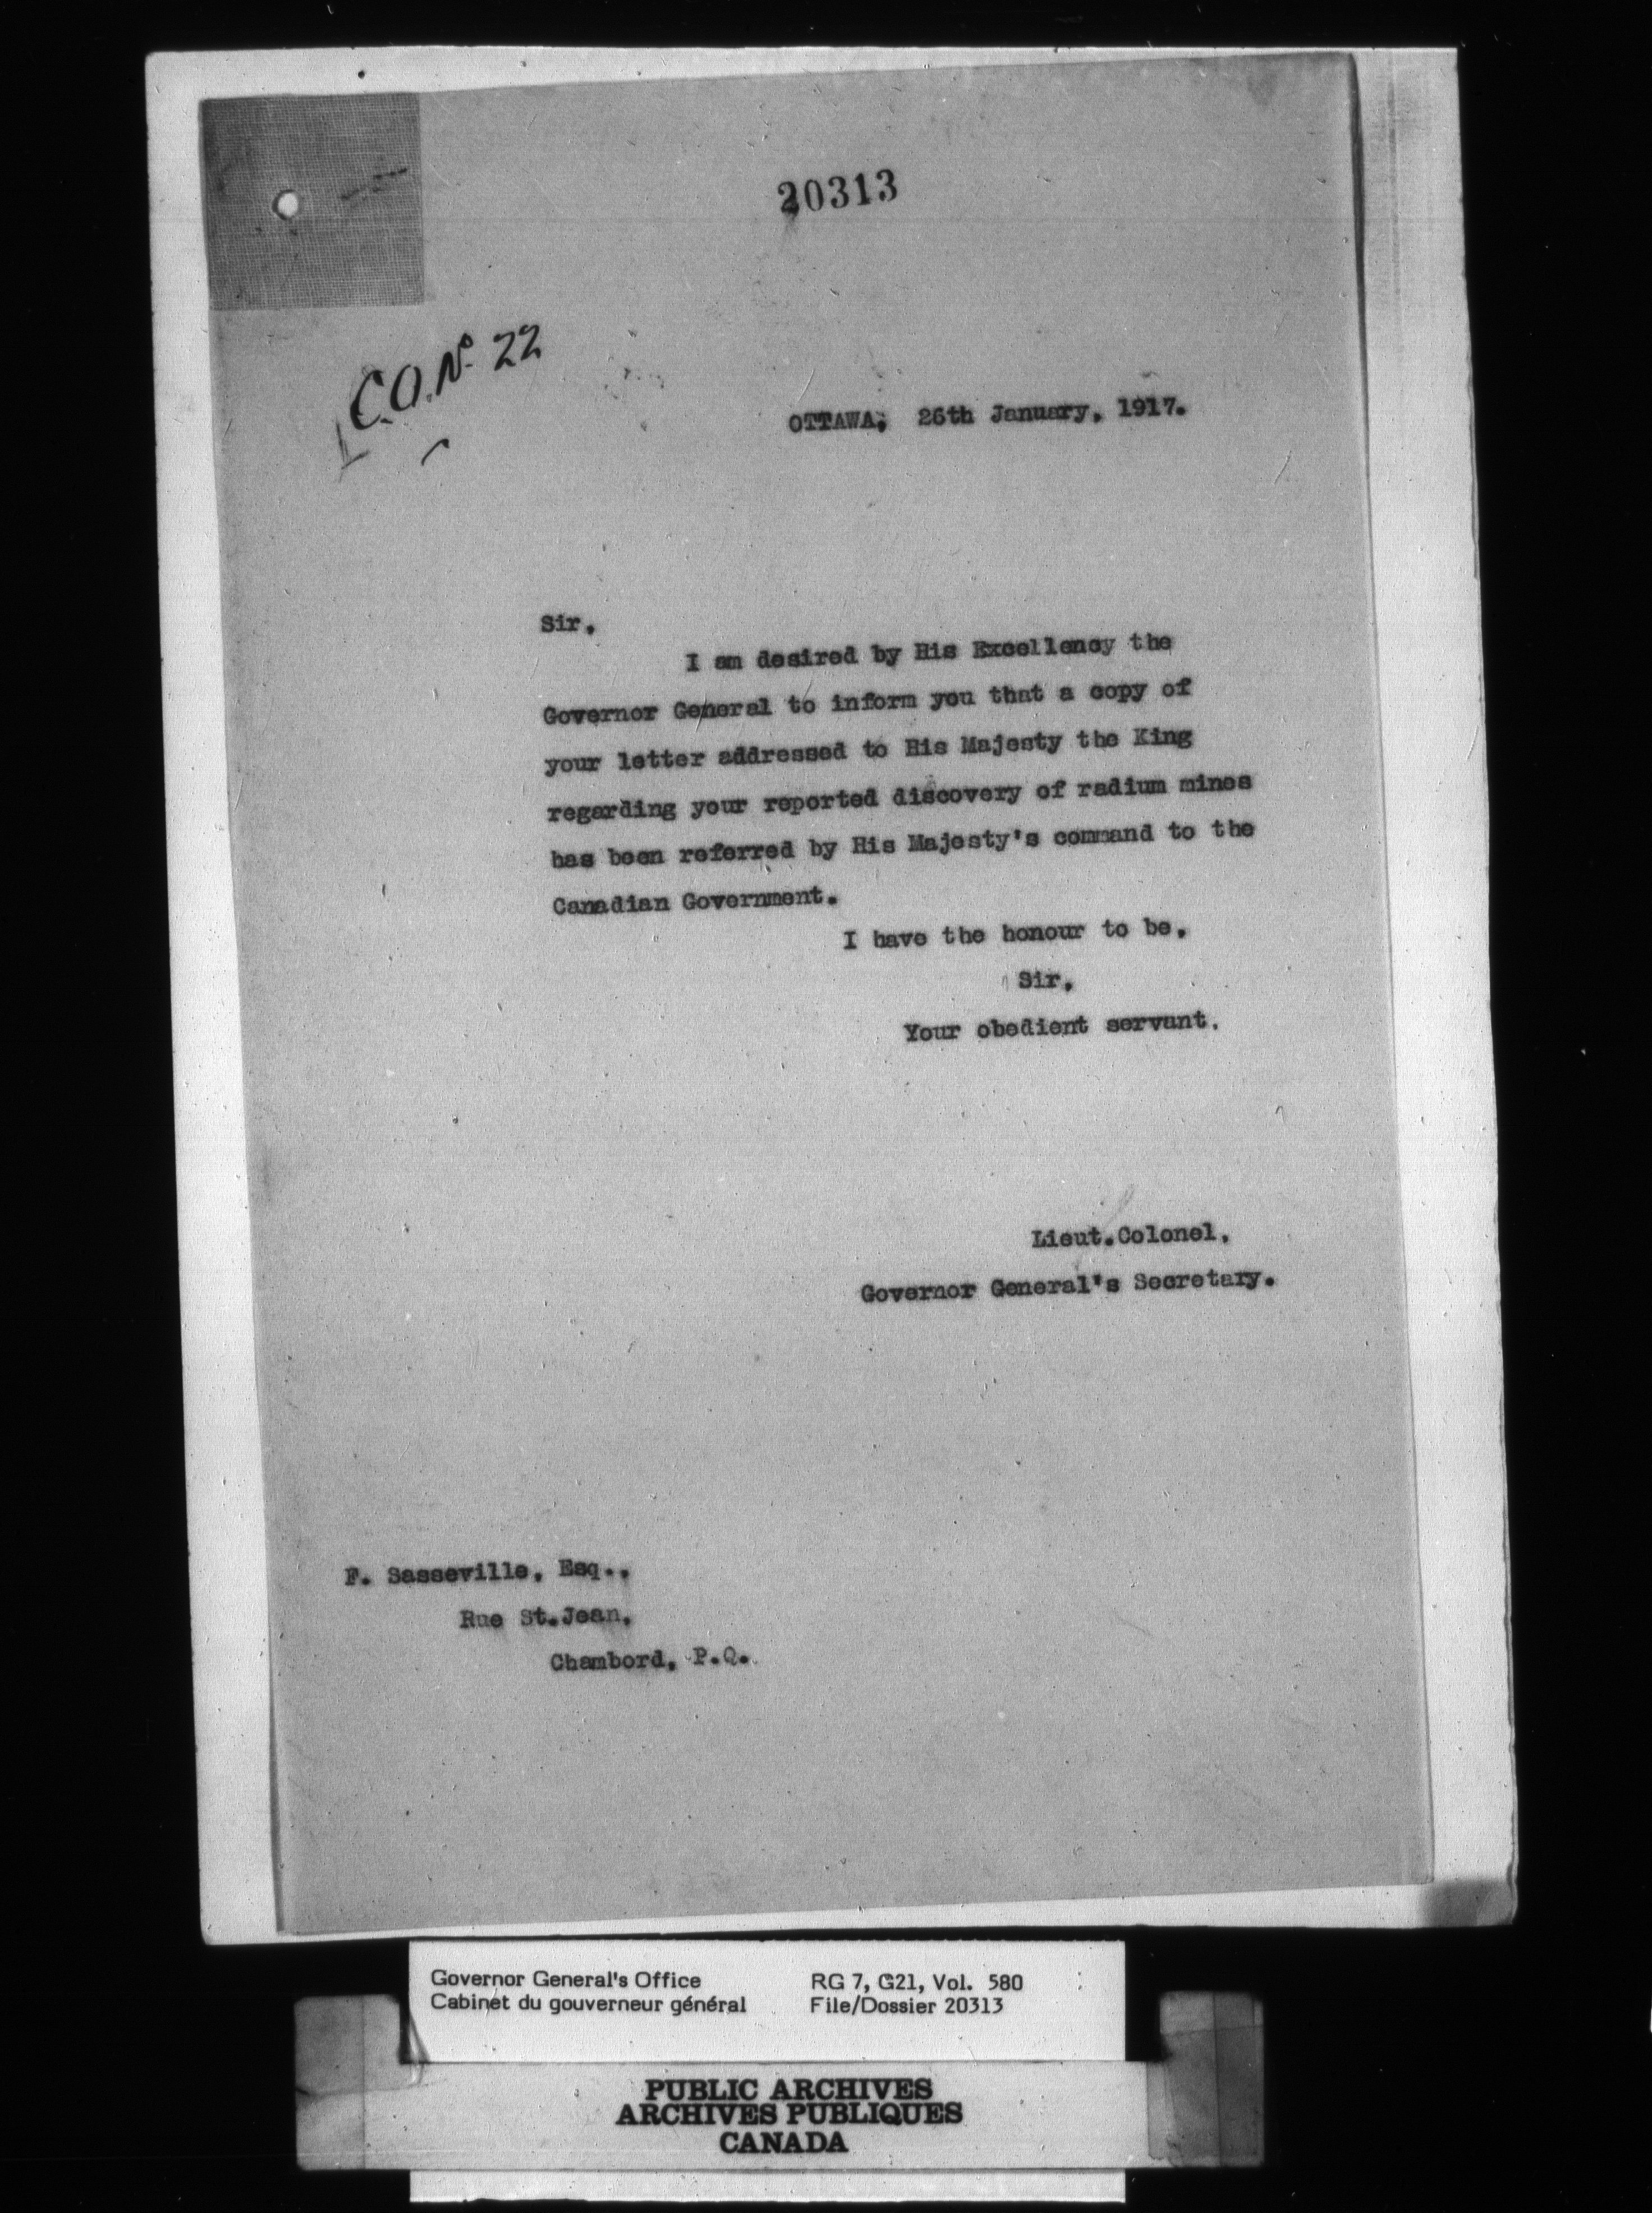 20313
C.O. No. 22
OTTAWA, 26th January, 1917.
Sir,
I am desired by His Excellency the
Governor General to inform you that a copy of
your letter addressed to His Majesty the King
regarding your reported discovery of radium mines
has been referred by His Majesty's command to the
Canadian Government.
I have the honour to be,
Sir,
Your obedient servant,
Lieut.Colonel,
Governor General's Secretary.
F. Sasseville, Esq.,
Rue St.Jean,
Chambord, P.Q.
Governor General's Office RG 7, G21, Vol. 580
Cabinet du gouverneur général File/Dossier 20313
PUBLIC ARCHIVES
ARCHIVES PUBLIQUES
CANADA